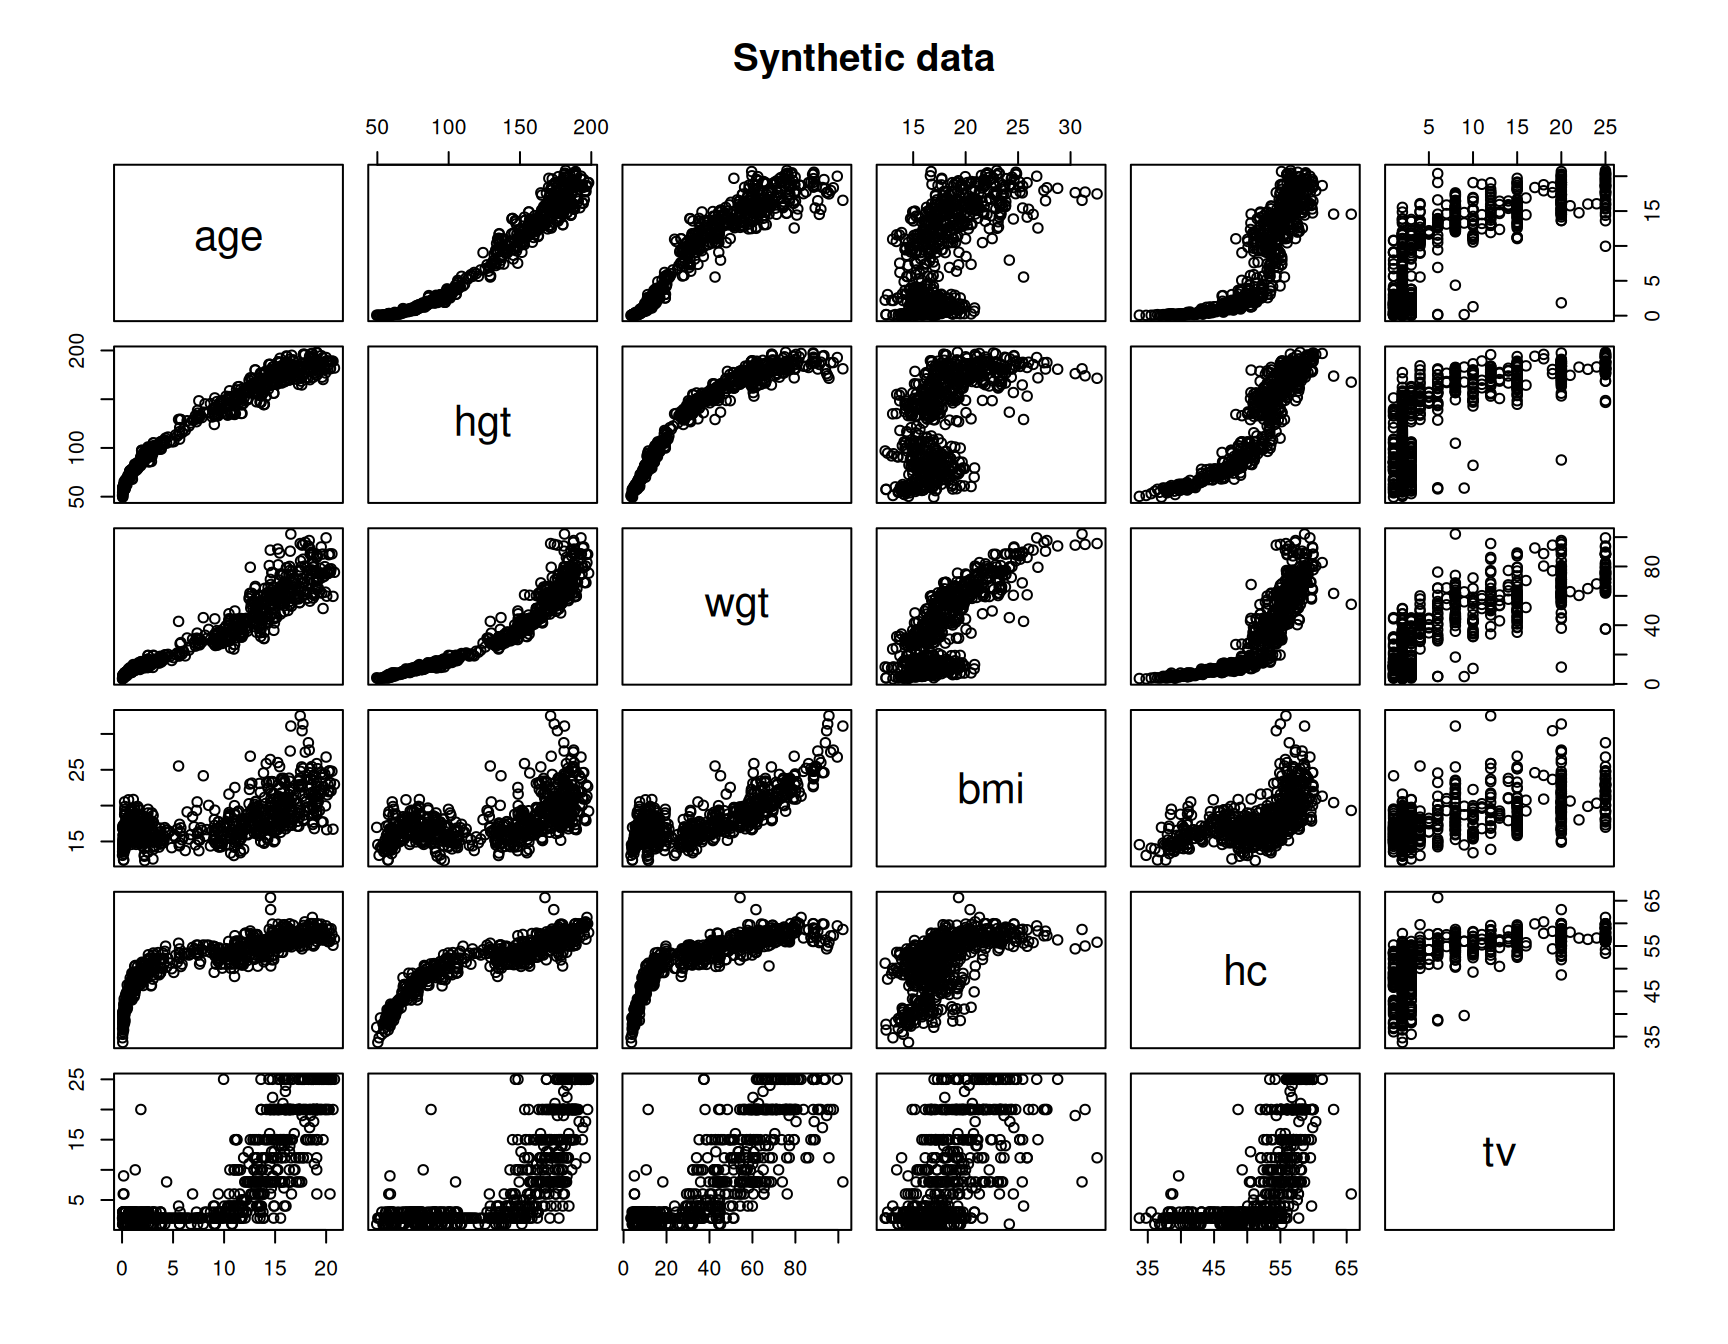 Synthetic data
50 100 150 200
15 20 25 30
5 10 15 20 25
age
0 5 15
50 100 200
hgt
wgt
0 40 80
15 25
bmi
hc
35 45 55 65
5 15 25
tv
0 5 10 15 20
0 20 40 60 80
35 45 55 65